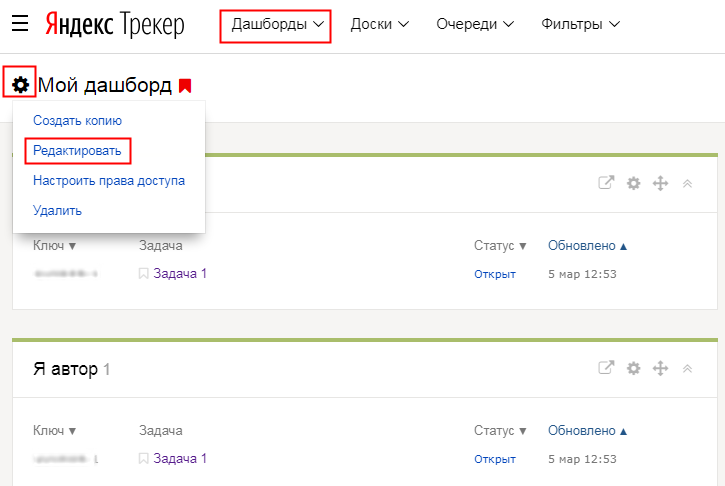 Яндекс Трекер Дашборды Доски Очереди Фильтры
Мой дашборд
Создать копию
Редактировать
Настроить права доступа
Удалить
Ключ ▼ Задача Статус ▼ Обновлено ▲
Задача 1 Открыт 5 мар 12:53
Я автор 1
Ключ ▼ Задача Статус ▼ Обновлено ▲
Задача 1 Открыт 5 мар 12:53